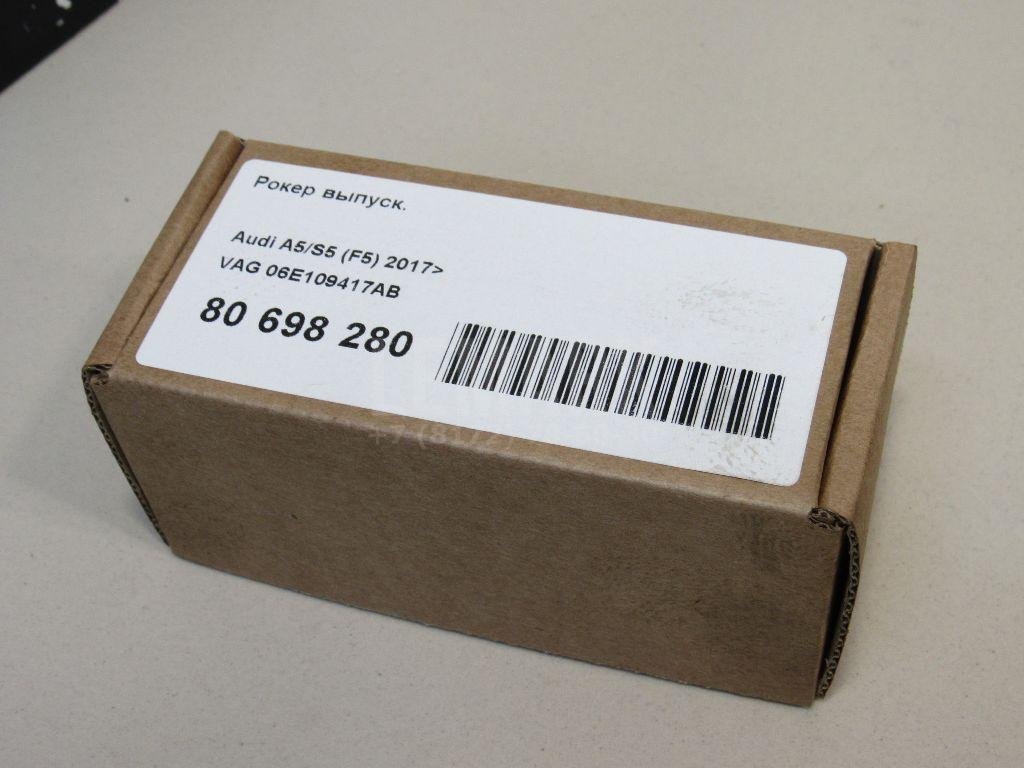 Рокер выпуск.
Audi A5/S5 (F5) 2017>
VAG 06E109417AB
80 698 280